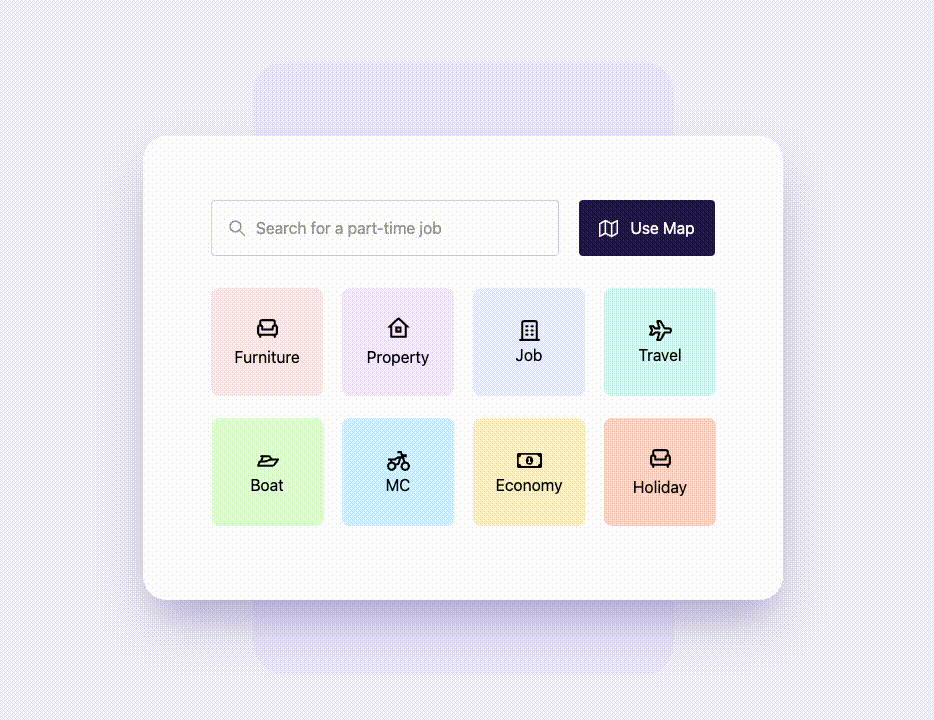 Search for a part-time job
Use Map
Furniture
Property
Job
Travel
Boat
MC
Economy
Holiday